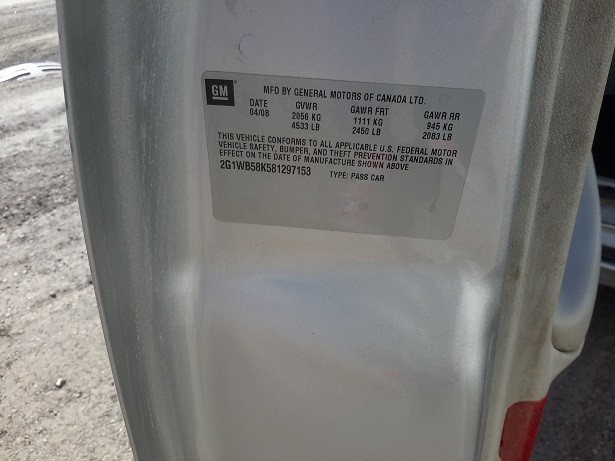 GM
MFD BY GENERAL MOTORS OF CANADA LTD.
DATE GVWR GAWR FRT GAWR RR
04/08 2056 KG 1111 KG 945 KG
4533 LB 2450 LB 2083 LB
THIS VEHICLE CONFORMS TO ALL APPLICABLE U.S. FEDERAL MOTOR
VEHICLE SAFETY, BUMPER, AND THEFT PREVENTION STANDARDS IN
EFFECT ON THE DATE OF MANUFACTURE SHOWN ABOVE.
2G1WB58K581297153 TYPE: PASS CAR